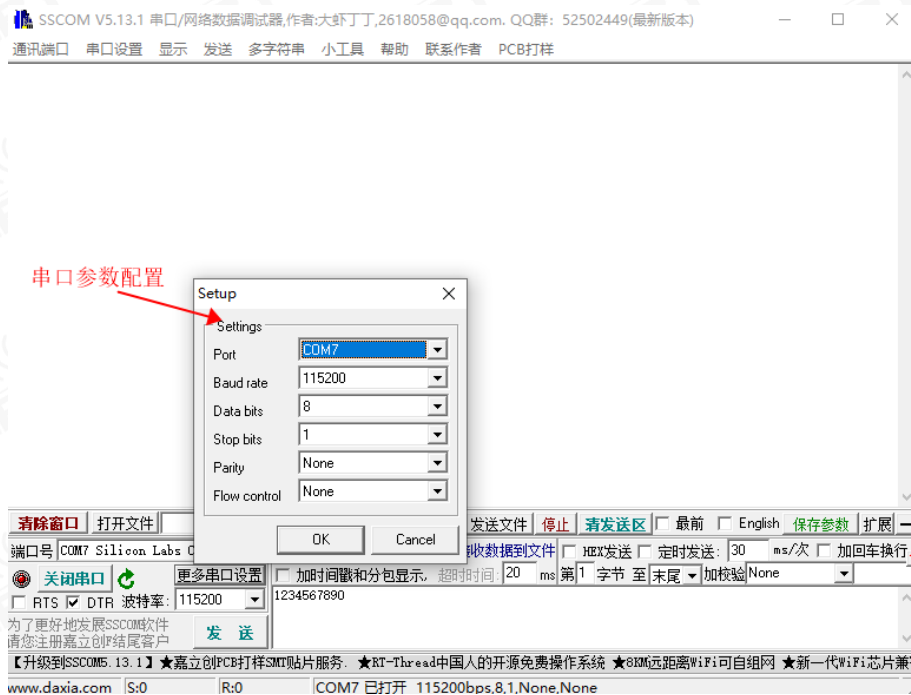 SSCOM V5.13.1 串口/网络数据调试器,作者:大虾丁丁,2618058@qq.com. QQ群: 52502449(最新版本)
通讯端口 串口设置 显示 发送 多字符串 小工具 帮助 联系作者 PCB打样
串口参数配置
Setup
Settings
Port COM7
Baud rate 115200
Data bits 8
Stop bits 1
Parity None
Flow control None
OK Cancel
清除窗口 打开文件 发送文件 停止 清发送区 最前 English 保存参数 扩展
端口号 COM7 Silicon Labs C 收数据到文件 HEX发送 定时发送: 30 ms/次 加回车换行
关闭串口 更多串口设置 加时间戳和分包显示, 超时时间: 20 ms 第1 字节 至 末尾 加校验 None
RTS DTR 波特率: 115200 1234567890
为了更好地发展SSCOM软件
请您注册嘉立创F结尾客户
发 送
【升级到SSCOM5.13.1】★嘉立创PCB打样SMT贴片服务. ★RT-Thread中国人的开源免费操作系统 ★8KM远距离WiFi可自组网 ★新一代WiFi芯片兼
www.daxia.com S:0 R:0 COM7 已打开 115200bps,8,1,None,None